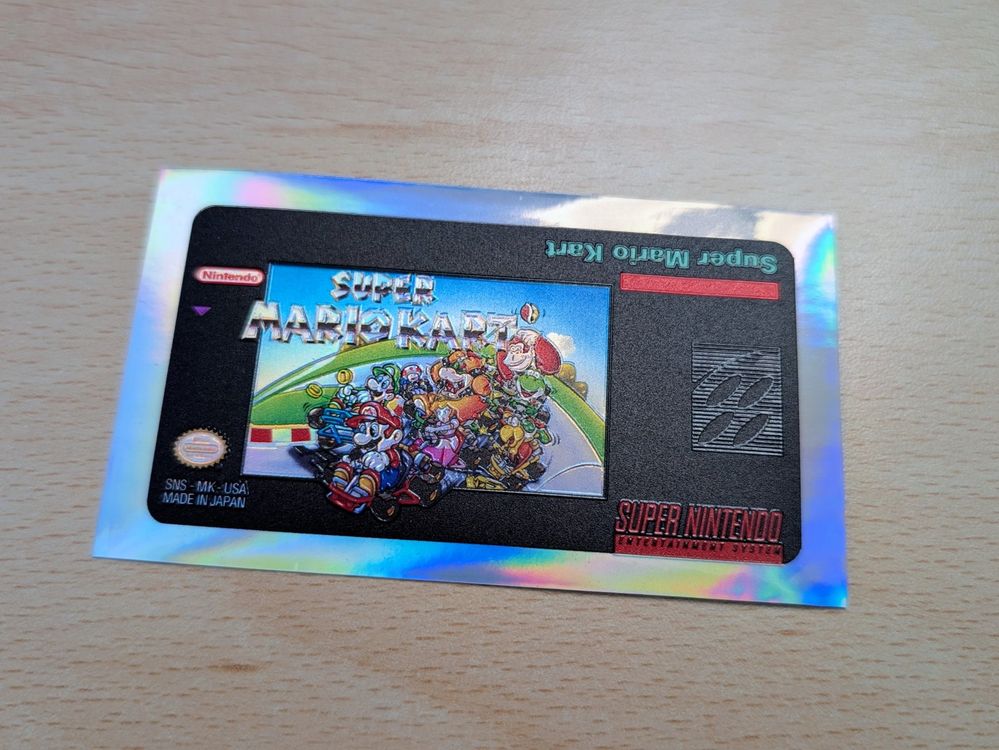 Super Mario Kart
Nintendo
SUPER
MARIO KART
SNS - MK - USA
MADE IN JAPAN
SUPER NINTENDO
ENTERTAINMENT SYSTEM